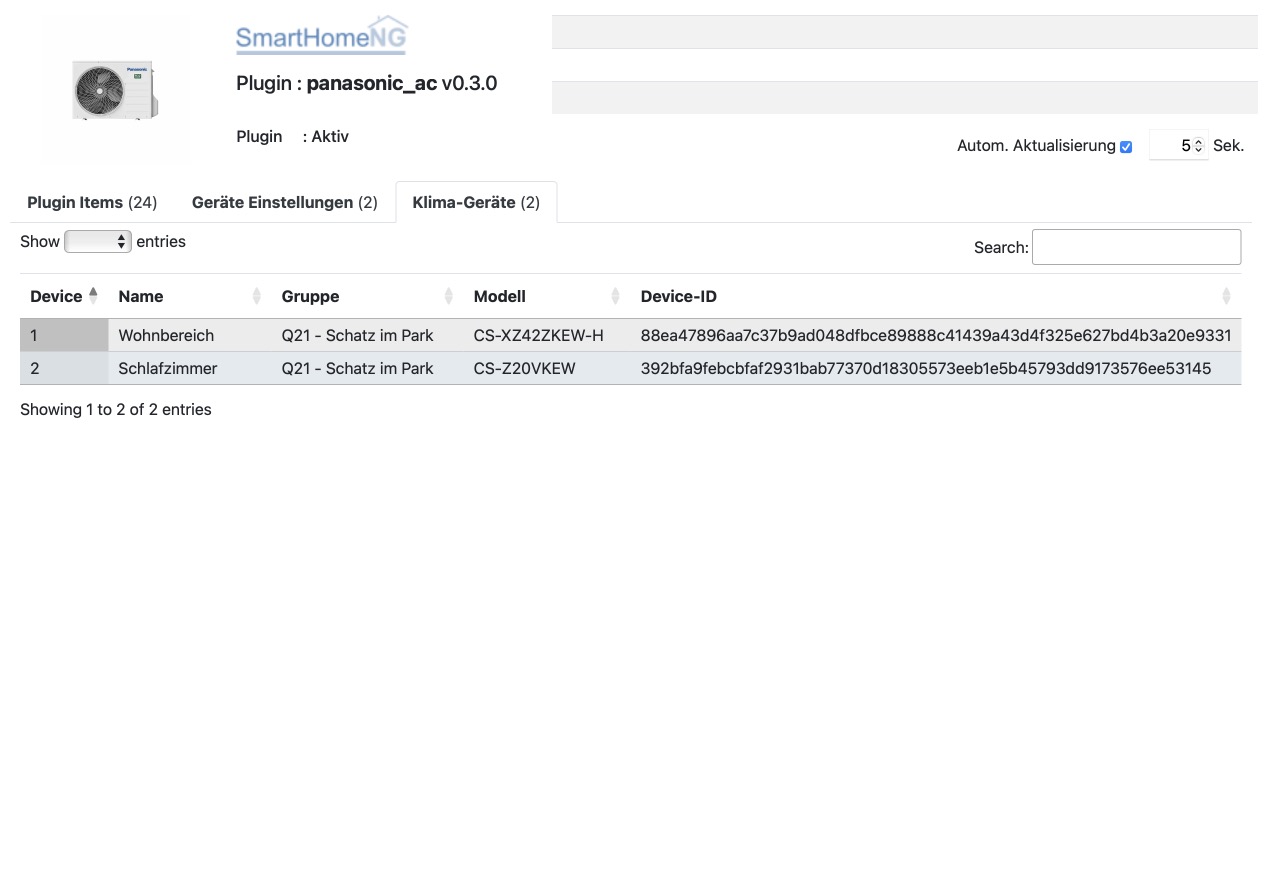 Panasonic
SmartHomeNG
Plugin : panasonic_ac v0.3.0
Plugin : Aktiv
Autom. Aktualisierung 5 Sek.
Plugin Items (24) Geräte Einstellungen (2) Klima-Geräte (2)
Show entries Search:
Device Name Gruppe Modell Device-ID
1 Wohnbereich Q21 - Schatz im Park CS-XZ42ZKEW-H 88ea47896aa7c37b9ad048dfbce89888c41439a43d4f325e627bd4b3a20e9331
2 Schlafzimmer Q21 - Schatz im Park CS-Z20VKEW 392bfa9febcbfaf2931bab77370d18305573eeb1e5b45793dd9173576ee53145
Showing 1 to 2 of 2 entries